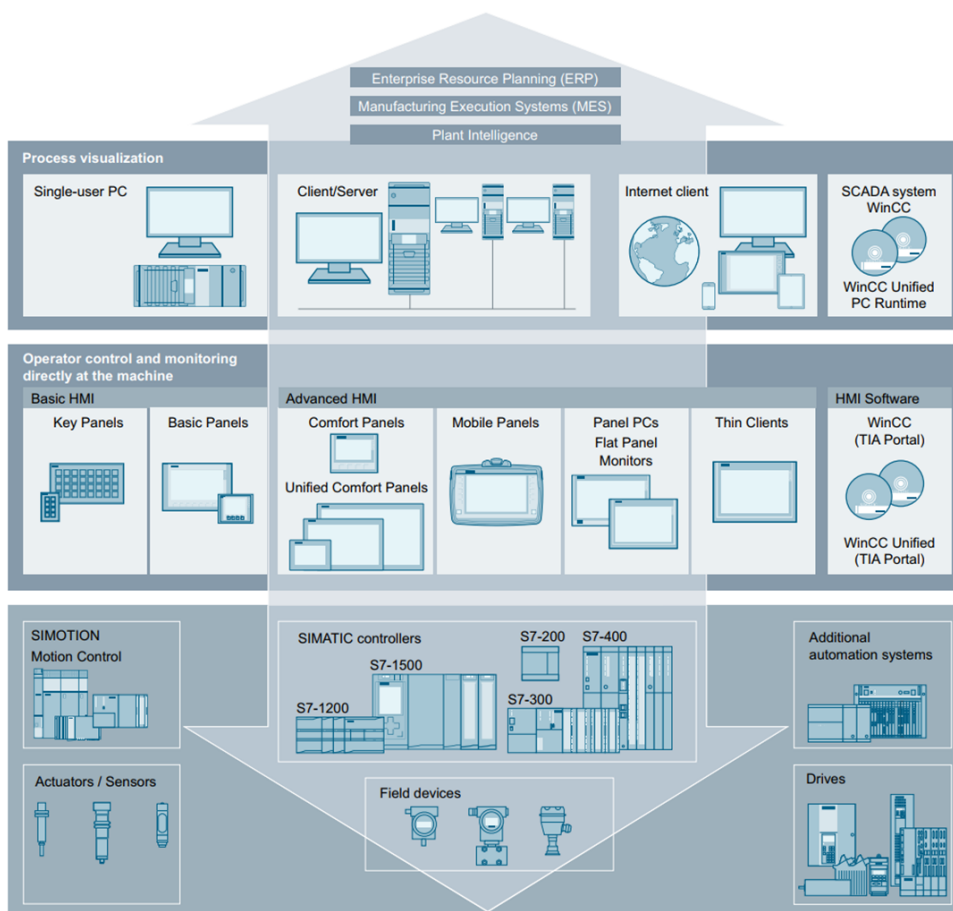 Enterprise Resource Planning (ERP)
Manufacturing Execution Systems (MES)
Plant Intelligence
Process visualization
Single-user PC
Client/Server
Internet client
SCADA system
WinCC
WinCC Unified
PC Runtime
Operator control and monitoring
directly at the machine
Basic HMI
Key Panels
Basic Panels
Advanced HMI
Comfort Panels
Unified Comfort Panels
Mobile Panels
Panel PCs
Flat Panel
Monitors
Thin Clients
HMI Software
WinCC
(TIA Portal)
WinCC Unified
(TIA Portal)
SIMOTION
Motion Control
SIMATIC controllers
S7-200
S7-400
S7-1500
S7-300
S7-1200
Additional
automation systems
Actuators / Sensors
Field devices
Drives